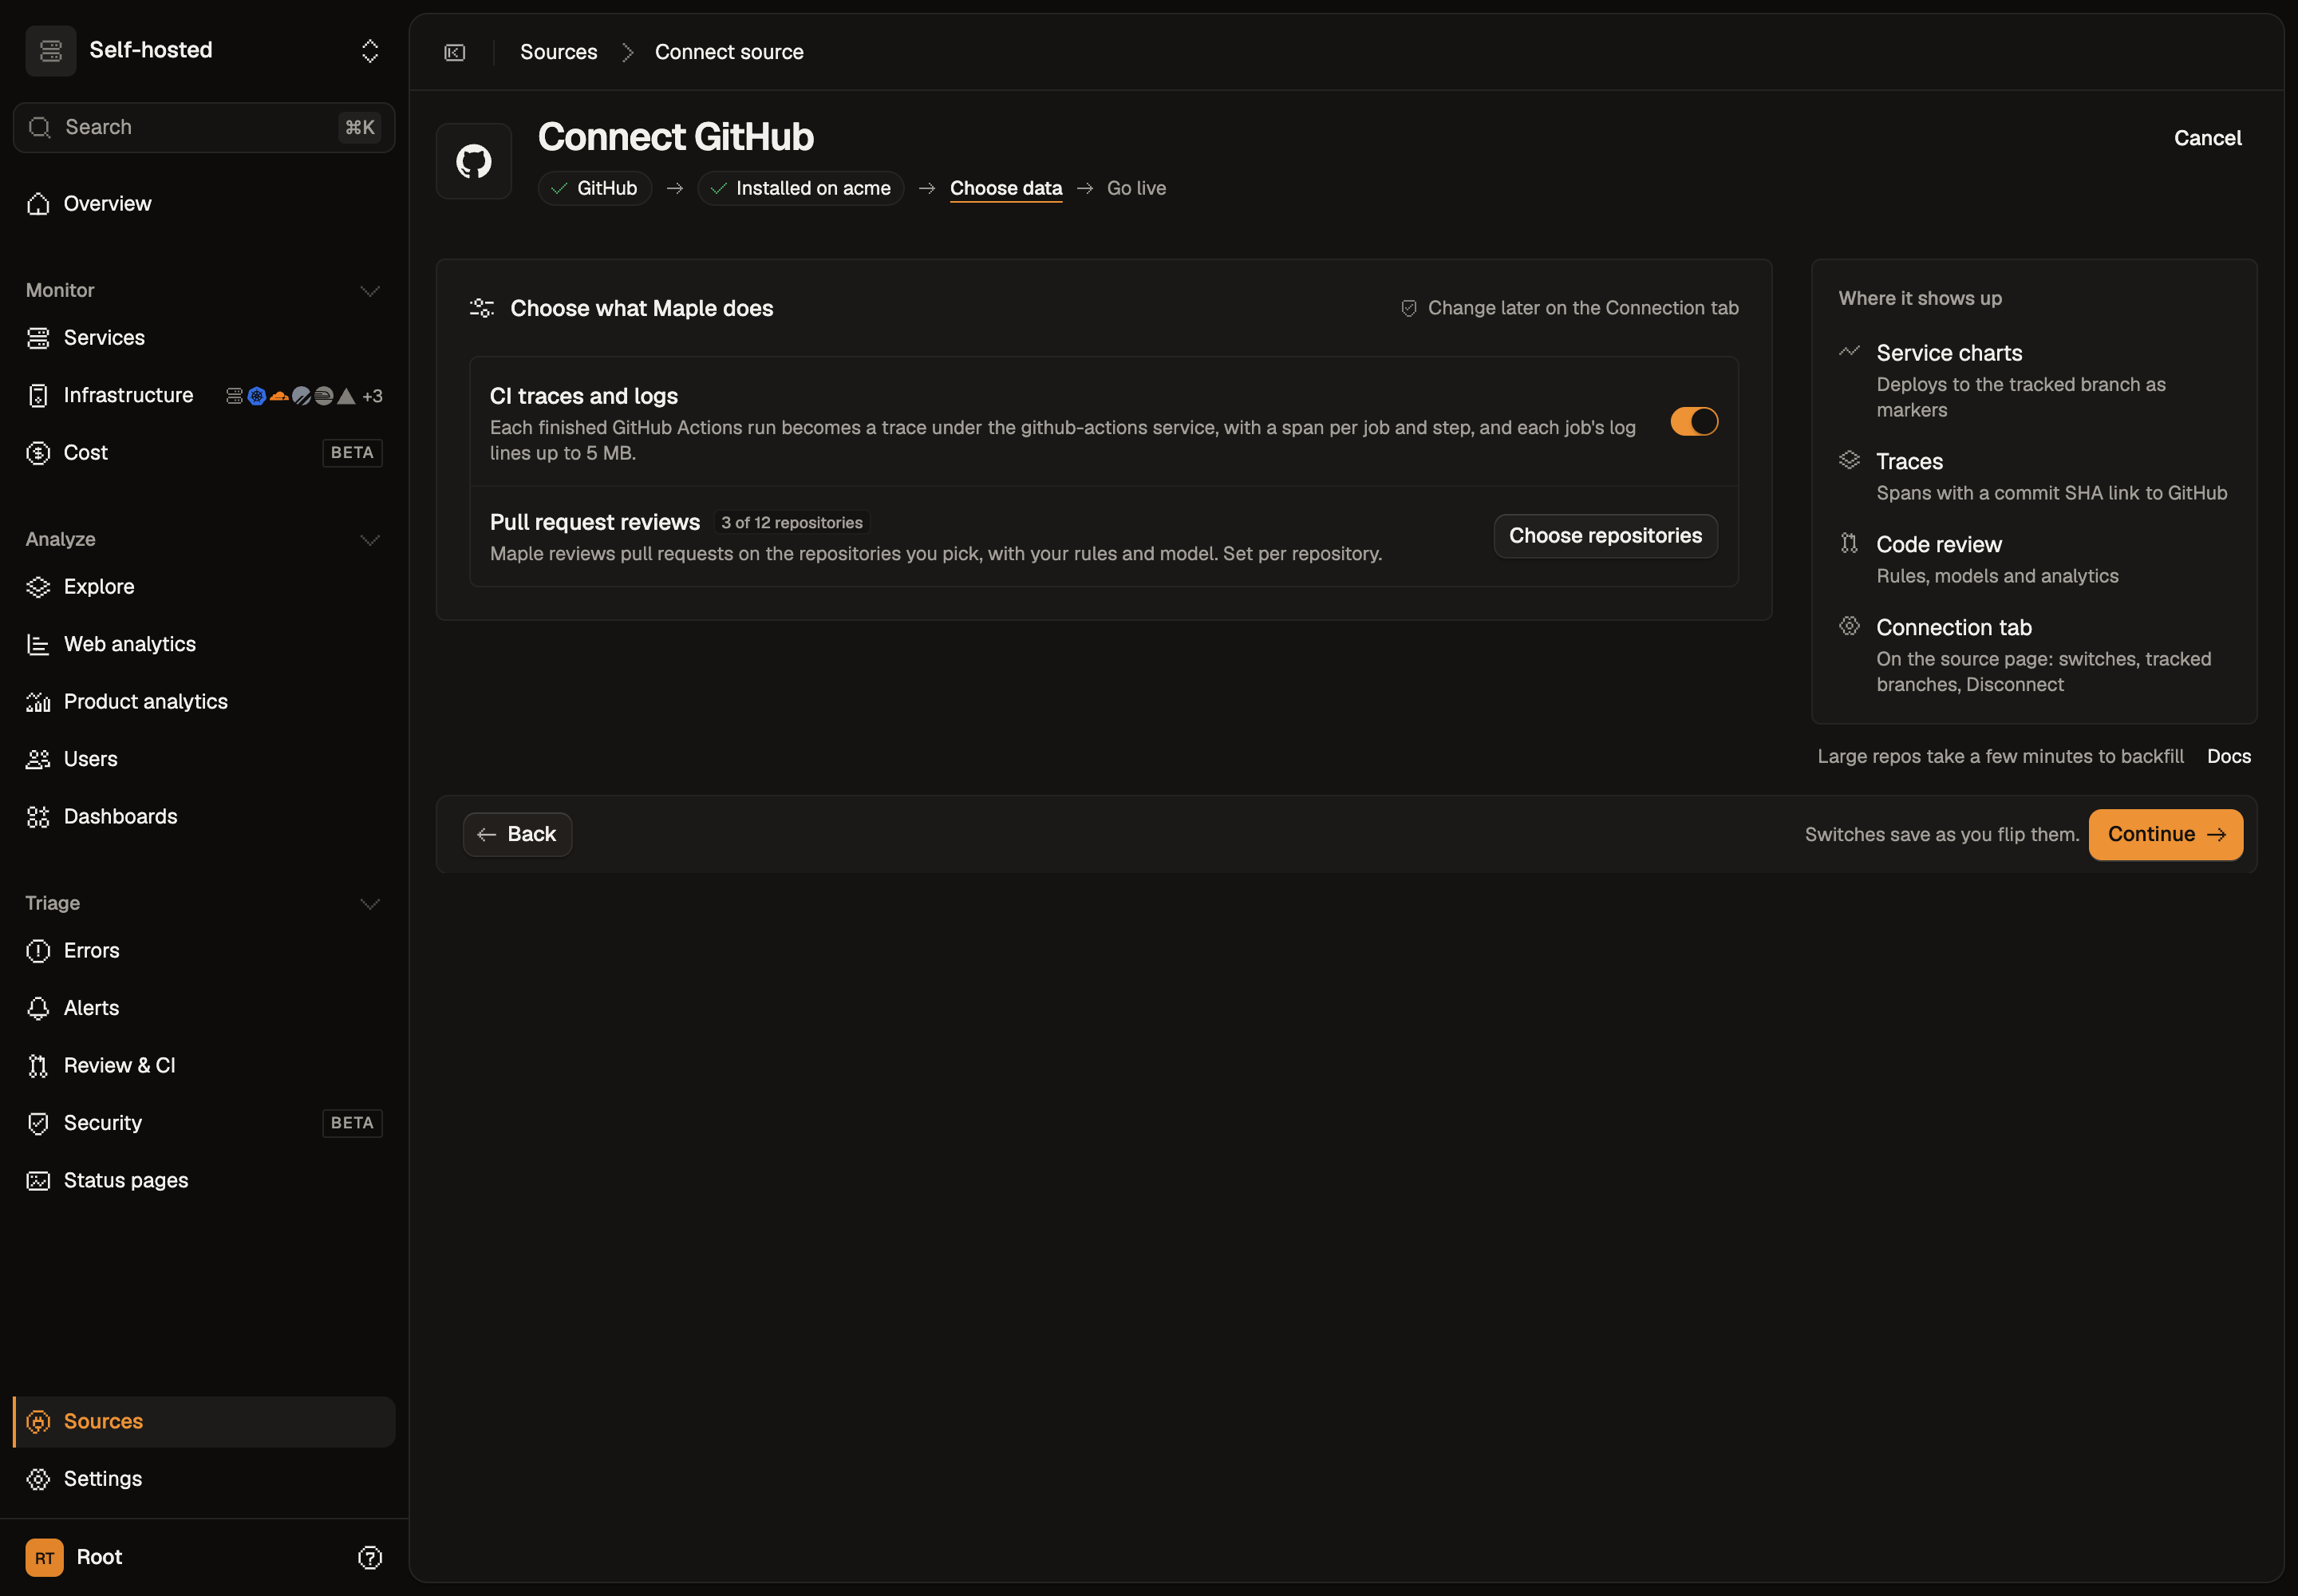 Self-hosted
Search
⌘K
Overview
Monitor
Services
Infrastructure
+3
Cost
BETA
Analyze
Explore
Web analytics
Product analytics
Users
Dashboards
Triage
Errors
Alerts
Review & CI
Security
BETA
Status pages
Sources
Settings
RT
Root
Sources
Connect source
Connect GitHub
Cancel
GitHub
Installed on acme
Choose data
Go live
Choose what Maple does
Change later on the Connection tab
CI traces and logs
Each finished GitHub Actions run becomes a trace under the github-actions service, with a span per job and step, and each job's log
lines up to 5 MB.
Pull request reviews
3 of 12 repositories
Maple reviews pull requests on the repositories you pick, with your rules and model. Set per repository.
Choose repositories
Where it shows up
Service charts
Deploys to the tracked branch as
markers
Traces
Spans with a commit SHA link to GitHub
Code review
Rules, models and analytics
Connection tab
On the source page: switches, tracked
branches, Disconnect
Large repos take a few minutes to backfill
Docs
Back
Switches save as you flip them.
Continue